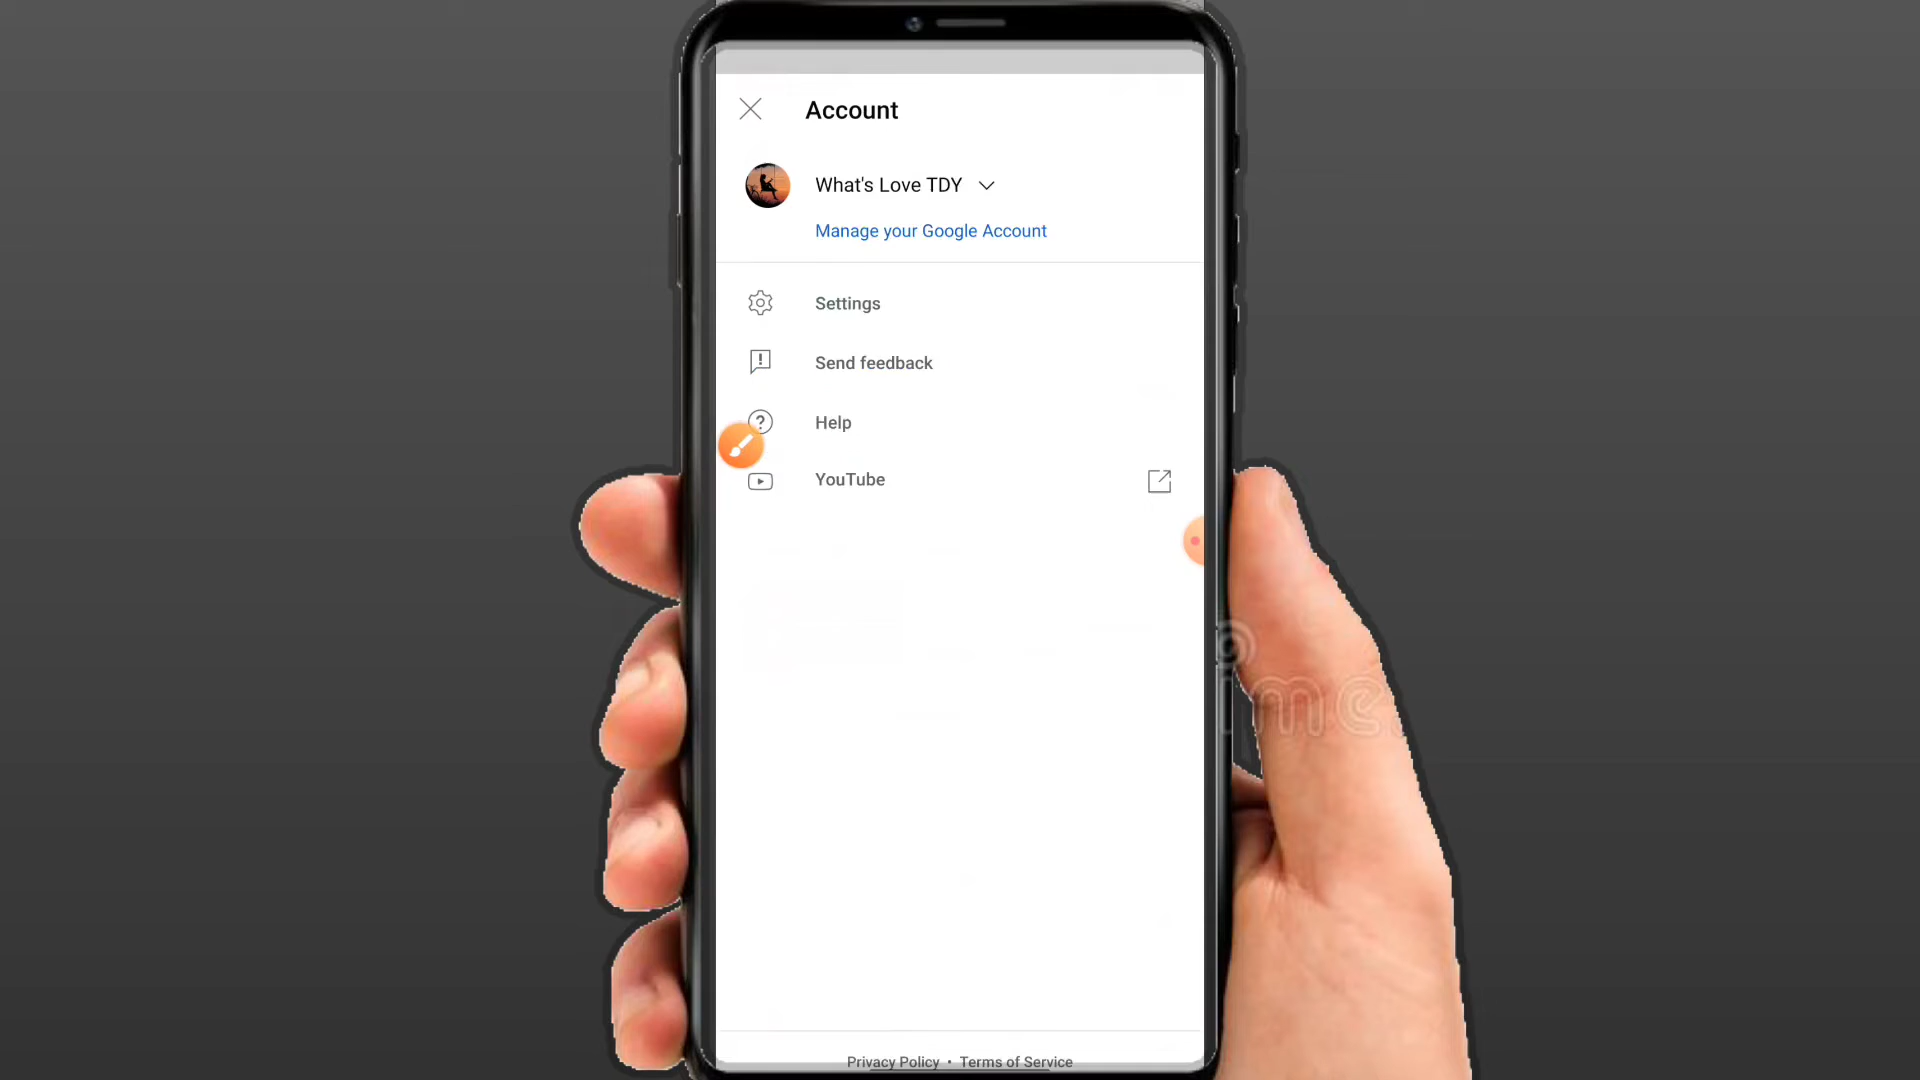 Account
What's Love TDY
Manage your Google Account
Settings
Send feedback
Help
YouTube
Privacy Policy • Terms of Service